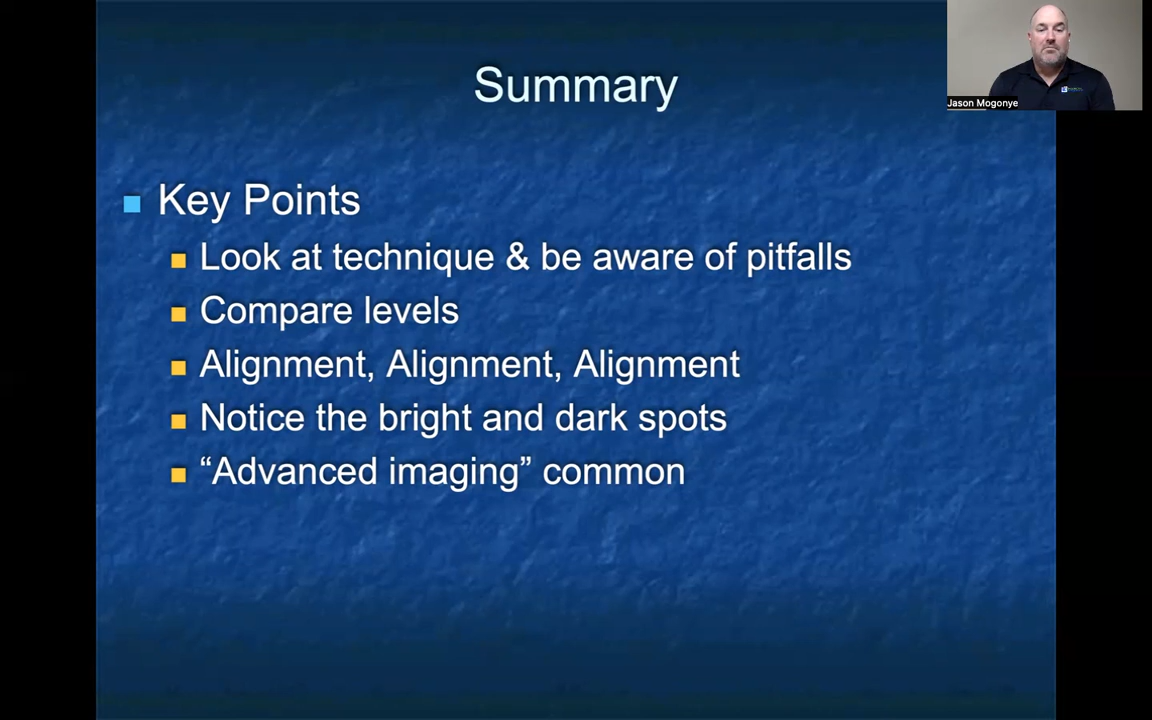 Summary
Key Points
Look at technique & be aware of pitfalls
Compare levels
Alignment, Alignment, Alignment
Notice the bright and dark spots
“Advanced imaging” common
Jason Mogonye